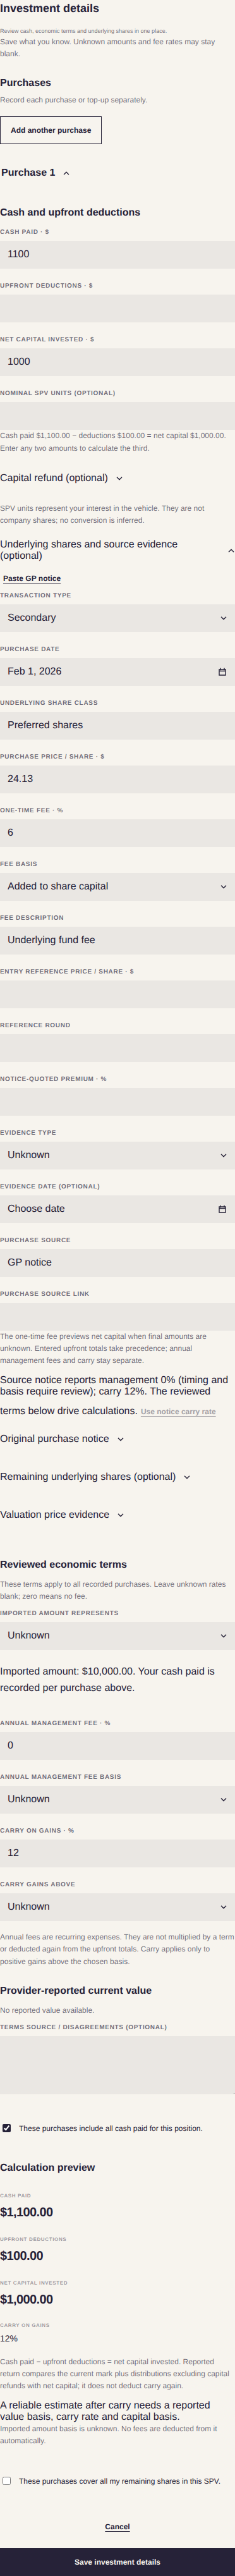 Investment details
Review cash, economic terms and underlying shares in one place.
Save what you know. Unknown amounts and fee rates may stay
blank.
Purchases
Record each purchase or top-up separately.
Add another purchase
Purchase 1
Cash and upfront deductions
CASH PAID · $
1100
UPFRONT DEDUCTIONS · $
NET CAPITAL INVESTED · $
1000
NOMINAL SPV UNITS (OPTIONAL)
Cash paid $1,100.00 − deductions $100.00 = net capital $1,000.00.
Enter any two amounts to calculate the third.
Capital refund (optional)
SPV units represent your interest in the vehicle. They are not
company shares; no conversion is inferred.
Underlying shares and source evidence
(optional)
Paste GP notice
TRANSACTION TYPE
Secondary
PURCHASE DATE
Feb 1, 2026
UNDERLYING SHARE CLASS
Preferred shares
PURCHASE PRICE / SHARE · $
24.13
ONE-TIME FEE · %
6
FEE BASIS
Added to share capital
FEE DESCRIPTION
Underlying fund fee
ENTRY REFERENCE PRICE / SHARE · $
REFERENCE ROUND
NOTICE-QUOTED PREMIUM · %
EVIDENCE TYPE
Unknown
EVIDENCE DATE (OPTIONAL)
Choose date
PURCHASE SOURCE
GP notice
PURCHASE SOURCE LINK
The one-time fee previews net capital when final amounts are
unknown. Entered upfront totals take precedence; annual
management fees and carry stay separate.
Source notice reports management 0% (timing and
basis require review); carry 12%. The reviewed
terms below drive calculations. Use notice carry rate
Original purchase notice
Remaining underlying shares (optional)
Valuation price evidence
Reviewed economic terms
These terms apply to all recorded purchases. Leave unknown rates
blank; zero means no fee.
IMPORTED AMOUNT REPRESENTS
Unknown
Imported amount: $10,000.00. Your cash paid is
recorded per purchase above.
ANNUAL MANAGEMENT FEE · %
0
ANNUAL MANAGEMENT FEE BASIS
Unknown
CARRY ON GAINS · %
12
CARRY GAINS ABOVE
Unknown
Annual fees are recurring expenses. They are not multiplied by a term
or deducted again from the upfront totals. Carry applies only to
positive gains above the chosen basis.
Provider-reported current value
No reported value available.
TERMS SOURCE / DISAGREEMENTS (OPTIONAL)
These purchases include all cash paid for this position.
Calculation preview
CASH PAID
$1,100.00
UPFRONT DEDUCTIONS
$100.00
NET CAPITAL INVESTED
$1,000.00
CARRY ON GAINS
12%
Cash paid − upfront deductions = net capital invested. Reported
return compares the current mark plus distributions excluding capital
refunds with net capital; it does not deduct carry again.
A reliable estimate after carry needs a reported
value basis, carry rate and capital basis.
Imported amount basis is unknown. No fees are deducted from it
automatically.
These purchases cover all my remaining shares in this SPV.
Cancel
Save investment details